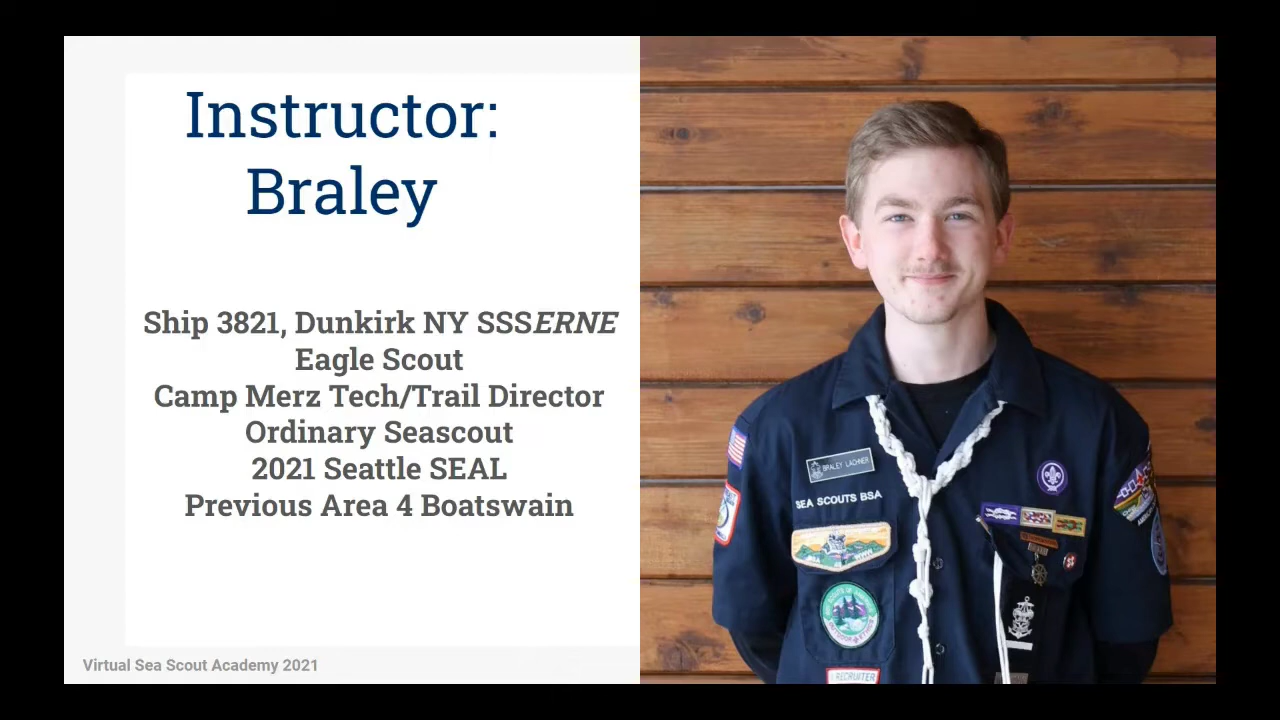 Instructor:
Braley
Ship 3821, Dunkirk NY SSSERNE
Eagle Scout
Camp Merz Tech/Trail Director
Ordinary Seascout
2021 Seattle SEAL
Previous Area 4 Boatswain
Virtual Sea Scout Academy 2021
BRALEY LACHNER
SEA SCOUTS BSA
RECRUITER